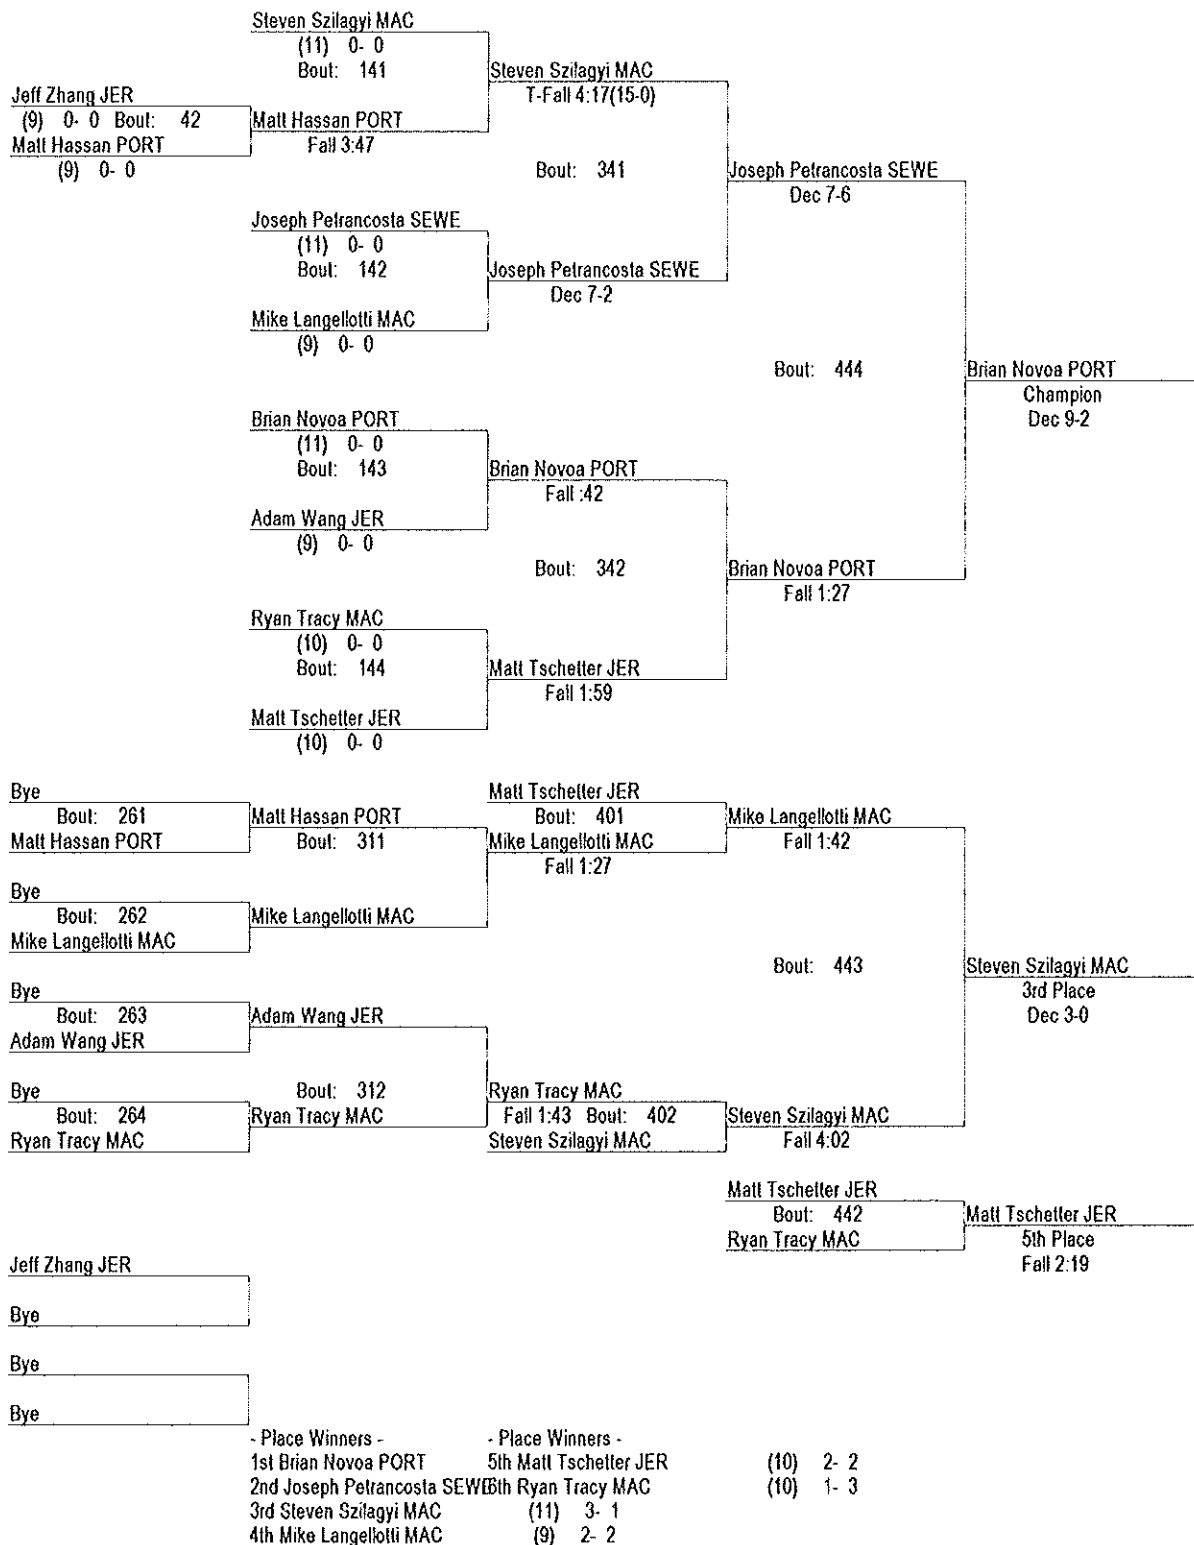 Steven Szilagyi MAC
(11) 0- 0
Bout: 141
Steven Szilagyi MAC
T-Fall 4:17(15-0)
Jeff Zhang JER
(9) 0- 0 Bout: 42
Matt Hassan PORT
Matt Hassan PORT
Fall 3:47
(9) 0- 0
Bout: 341
Joseph Petrancosta SEWE
Dec 7-6
Joseph Petrancosta SEWE
(11) 0- 0
Bout: 142
Joseph Petrancosta SEWE
Dec 7-2
Mike Langellotti MAC
(9) 0- 0
Bout: 444
Brian Novoa PORT
Champion
Dec 9-2
Brian Novoa PORT
(11) 0- 0
Bout: 143
Brian Novoa PORT
Fall :42
Adam Wang JER
(9) 0- 0
Bout: 342
Brian Novoa PORT
Fall 1:27
Ryan Tracy MAC
(10) 0- 0
Bout: 144
Matt Tschetter JER
Fall 1:59
Matt Tschetter JER
(10) 0- 0
Bye
Bout: 261
Matt Hassan PORT
Matt Hassan PORT
Bout: 311
Matt Tschetter JER
Bout: 401
Mike Langellotti MAC
Fall 1:27
Mike Langellotti MAC
Fall 1:42
Bye
Bout: 262
Mike Langellotti MAC
Mike Langellotti MAC
Bout: 443
Steven Szilagyi MAC
3rd Place
Dec 3-0
Bye
Bout: 263
Adam Wang JER
Adam Wang JER
Bye
Bout: 264
Ryan Tracy MAC
Bout: 312
Ryan Tracy MAC
Ryan Tracy MAC
Fall 1:43 Bout: 402
Steven Szilagyi MAC
Steven Szilagyi MAC
Fall 4:02
Matt Tschetter JER
Bout: 442
Ryan Tracy MAC
Matt Tschetter JER
5th Place
Fall 2:19
Jeff Zhang JER
Bye
Bye
Bye
- Place Winners - - Place Winners -
1st Brian Novoa PORT 5th Matt Tschetter JER (10) 2- 2
2nd Joseph Petrancosta SEWE 6th Ryan Tracy MAC (10) 1- 3
3rd Steven Szilagyi MAC (11) 3- 1
4th Mike Langellotti MAC (9) 2- 2